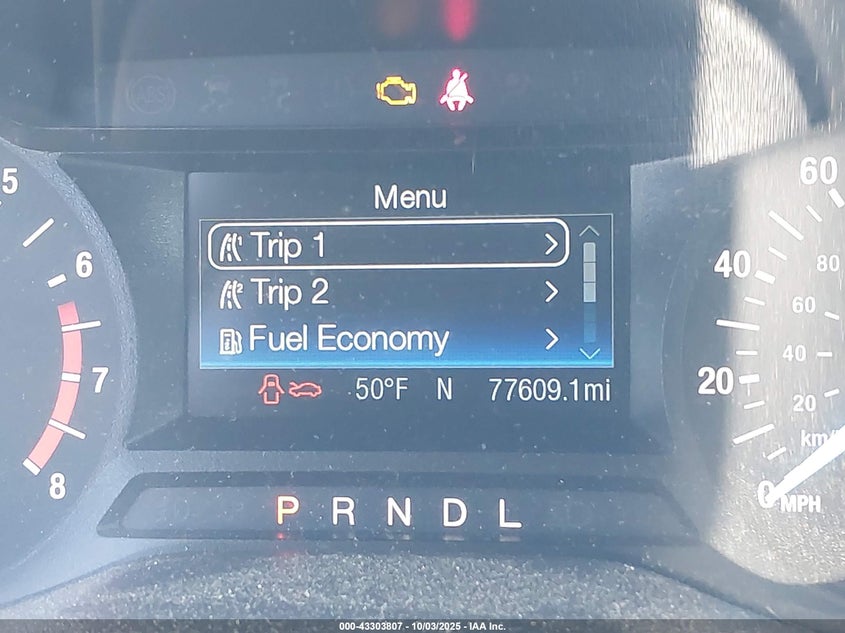 ABS
Menu
Trip 1
Trip 2
Fuel Economy
50°F N 77609.1mi
P R N D L
5
6
7
8
60
40
20
0 MPH
80
60
40
20
km/
000-43303807 - 10/03/2025 - IAA Inc.